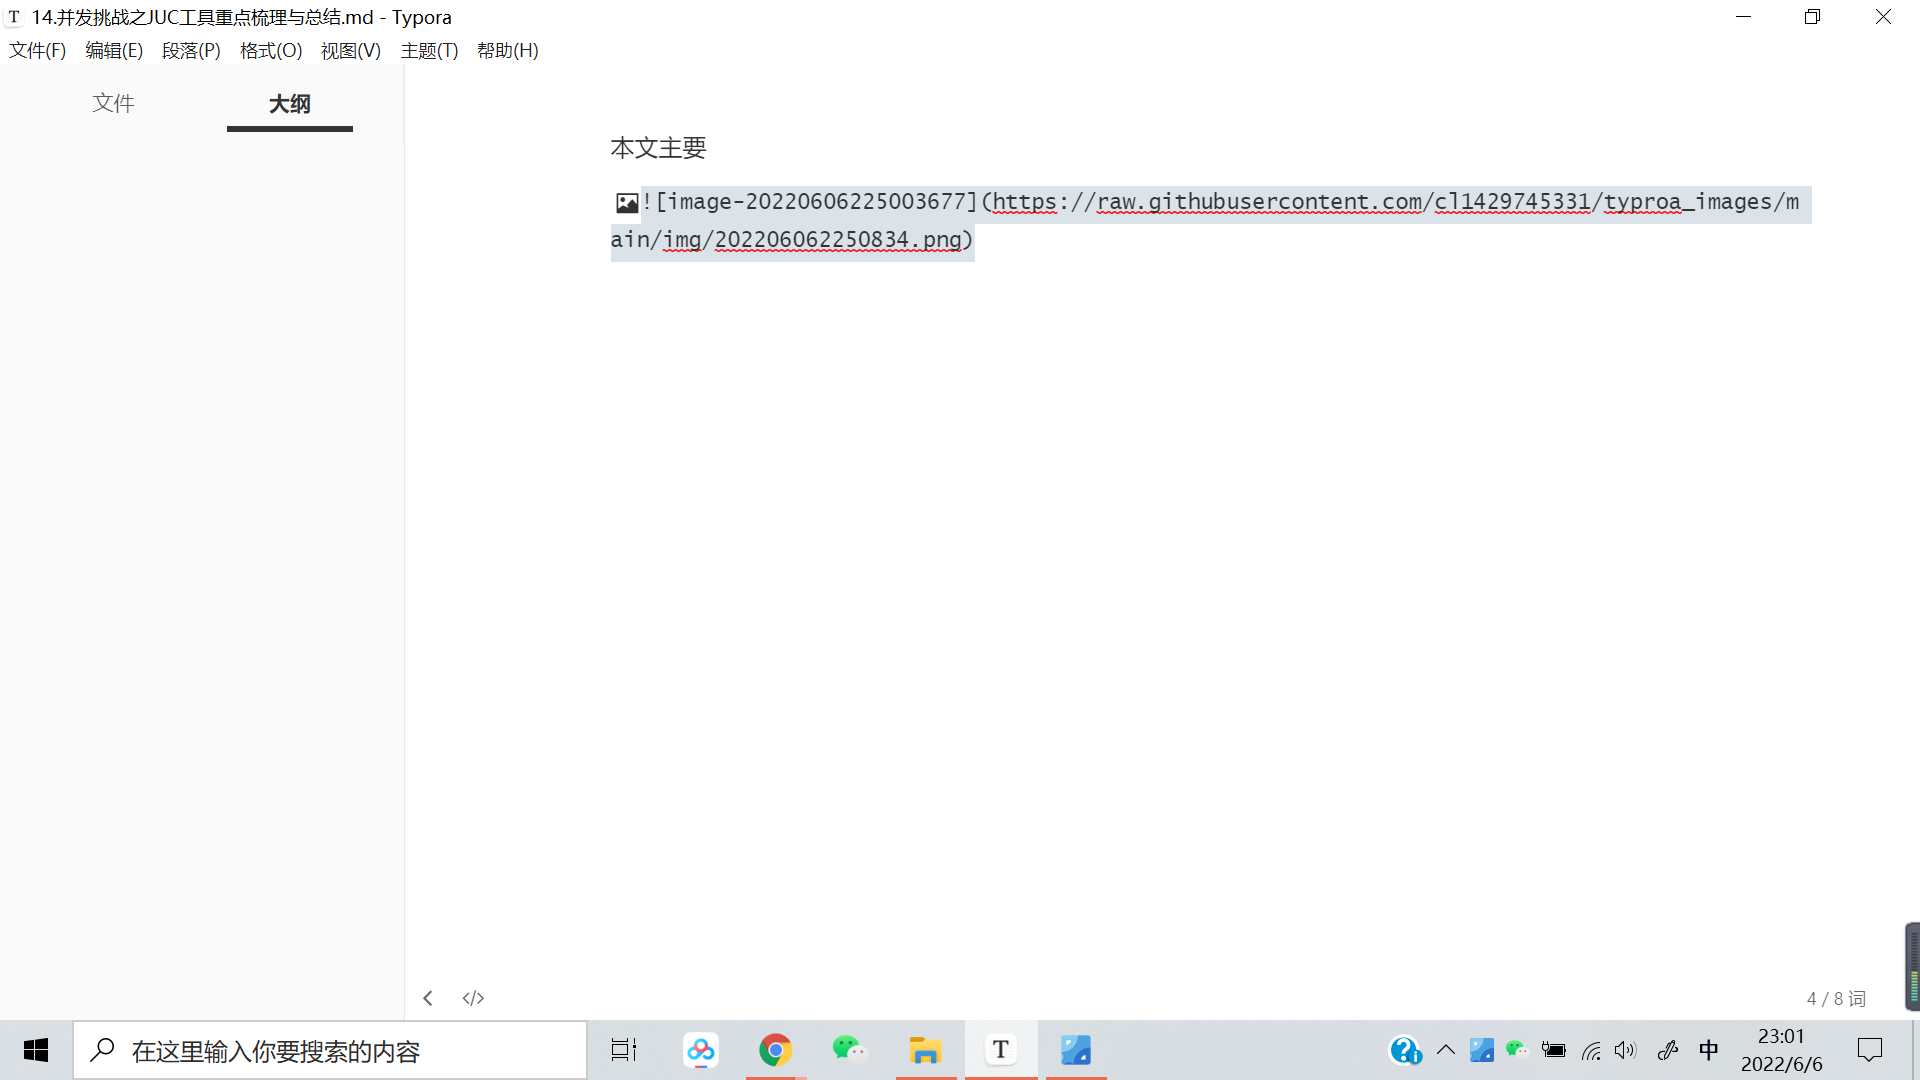 14.并发挑战之JUC工具重点梳理与总结.md - Typora
文件(F) 编辑(E) 段落(P) 格式(O) 视图(V) 主题(T) 帮助(H)
文件 大纲
本文主要
![image-20220606225003677](https://raw.githubusercontent.com/cl1429745331/typroa_images/m
ain/img/202206062250834.png)
4 / 8 词
在这里输入你要搜索的内容
中
23:01
2022/6/6